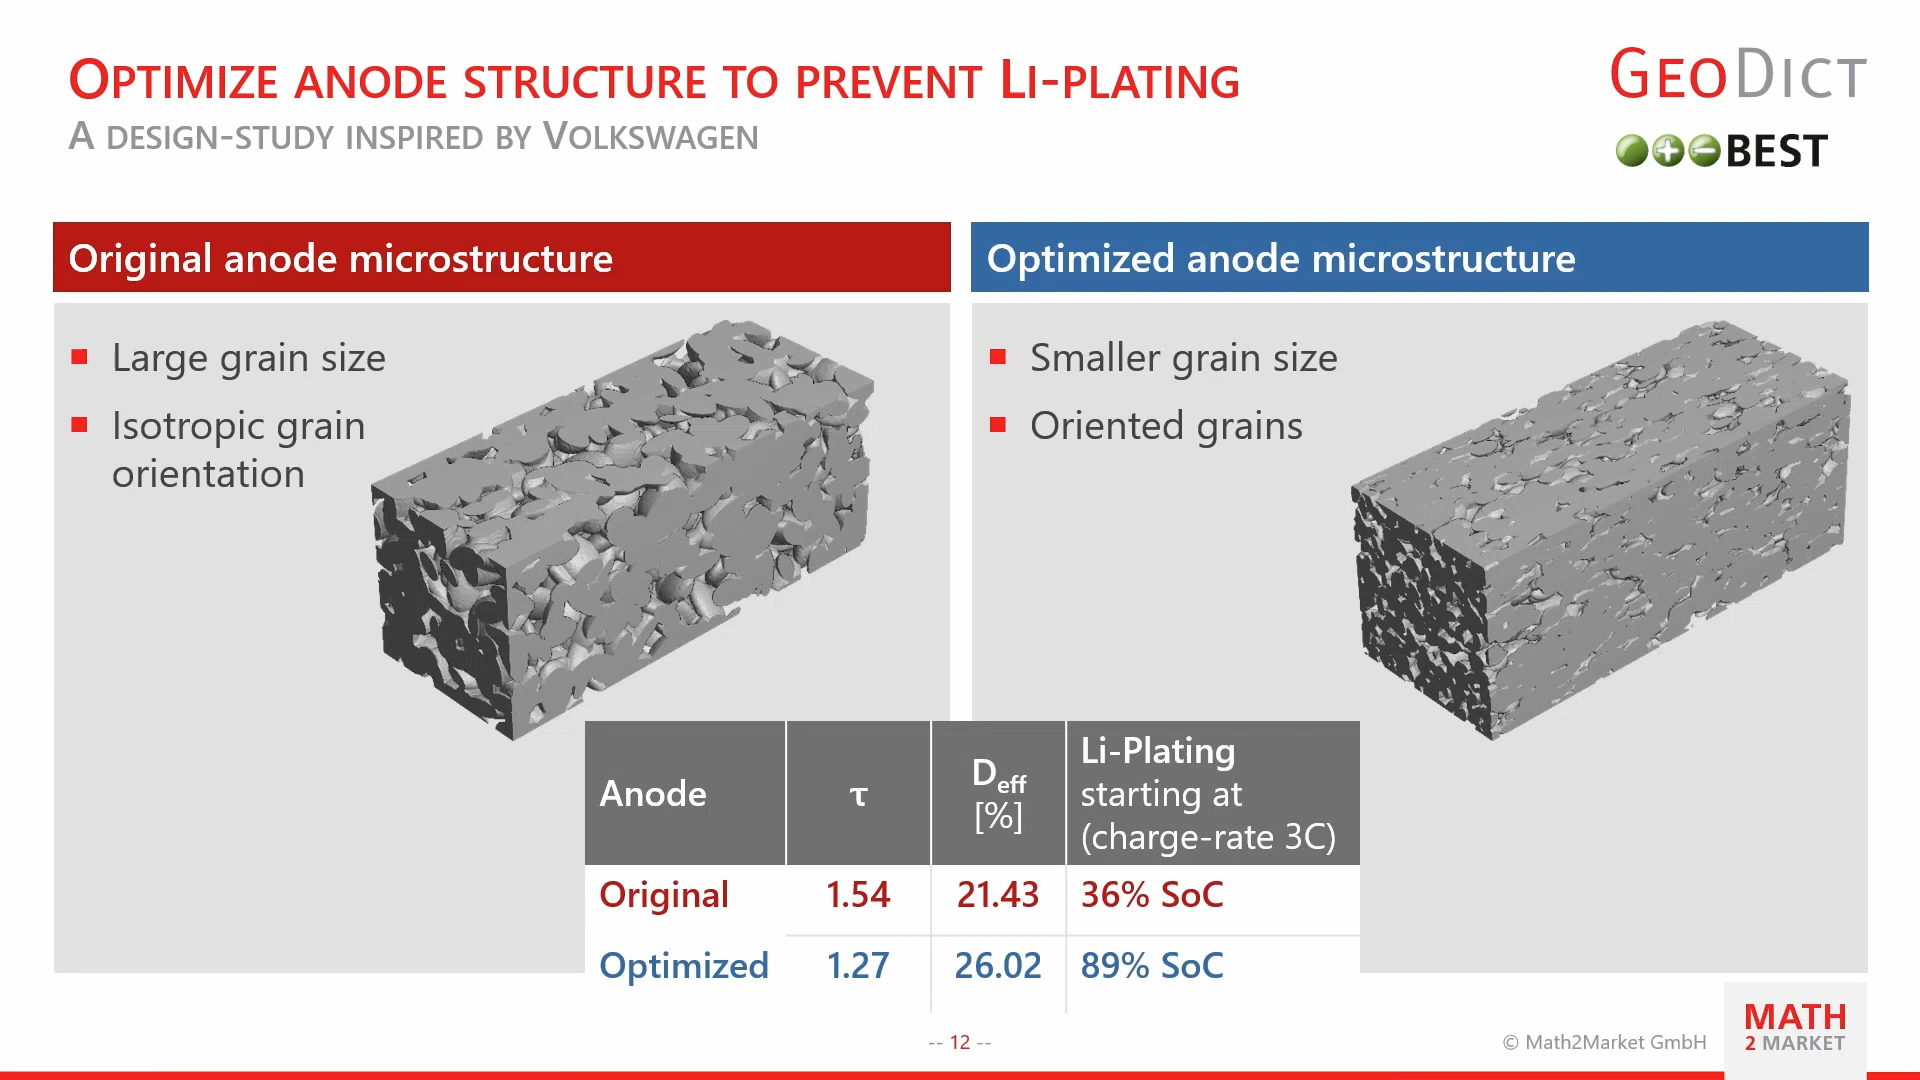 Optimize anode structure to prevent Li-plating
A design-study inspired by Volkswagen
GeoDict
BEST
Original anode microstructure
Large grain size
Isotropic grain
orientation
Optimized anode microstructure
Smaller grain size
Oriented grains
Anode
τ
Deff
[%]
Li-Plating
starting at
(charge-rate 3C)
Original
1.54
21.43
36% SoC
Optimized
1.27
26.02
89% SoC
-- 12 --
© Math2Market GmbH
MATH
2 MARKET